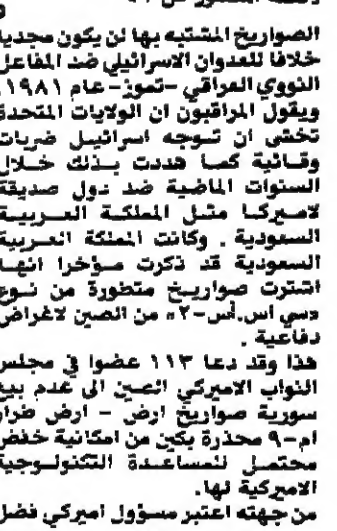 الصواريخ المشتبه بها لن يكون مجديا
خلافا للعدوان الاسرائيلي ضد المفاعل
النووي العراقي -تموز- عام ١٩٨١.
ويقول المراقبون ان الولايات المتحدة
تخشى ان توجه اسرائيل ضربات
وقائية كما هددت بذلك خلال
السنوات الماضية ضد دول صديقة
لاميركا مثل المملكة العربية
السعودية . وكانت المملكة العربية
السعودية قد ذكرت مؤخرا انها
اشترت صواريخ متطورة من نوع
«سي اس.اس-٢» من الصين لاغراض
دفاعية .
هذا وقد دعا ١١٣ عضوا في مجلس
النواب الاميركي الصين الى عدم بيع
سورية صواريخ ارض - ارض طراز
ام-٩ محذرة بكين من امكانية خفض
محتمل للمساعدة التكنولوجية
الاميركية لها.
من جهته اعتبر مسؤول اميركي فضل